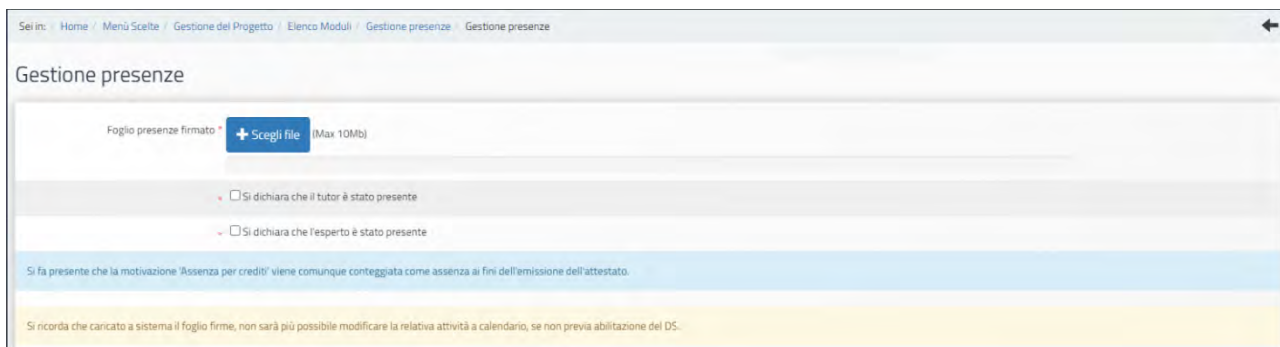 Sei in: / Home / Menù Scelte / Gestione del Progetto / Elenco Moduli / Gestione presenze / Gestione presenze
Gestione presenze
Foglio presenze firmato * + Scegli file (Max 10Mb)
* Si dichiara che il tutor è stato presente
* Si dichiara che l'esperto è stato presente
Si fa presente che la motivazione 'Assenza per crediti' viene comunque conteggiata come assenza ai fini dell'emissione dell'attestato.
Si ricorda che caricato a sistema il foglio firme, non sarà più possibile modificare la relativa attività a calendario, se non previa abilitazione del DS.